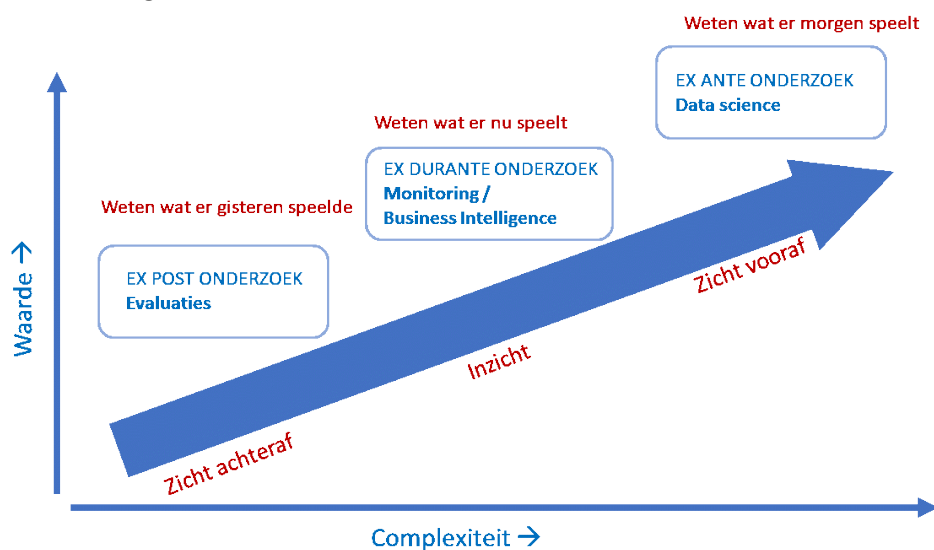 Weten wat er morgen speelt
EX ANTE ONDERZOEK
Data science
Weten wat er nu speelt
EX DURANTE ONDERZOEK
Monitoring /
Business Intelligence
Weten wat er gisteren speelde
EX POST ONDERZOEK
Evaluaties
Waarde →
Zicht vooraf
Inzicht
Zicht achteraf
Complexiteit →